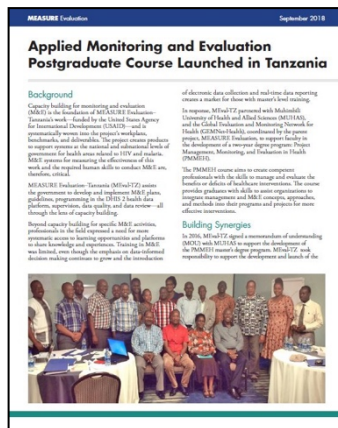 MEASURE Evaluation
September 2018
Applied Monitoring and Evaluation
Postgraduate Course Launched in Tanzania
Background
Capacity building for monitoring and evaluation
(M&E) is the foundation of MEASURE Evaluation-
Tanzania's work—funded by the United States Agency
for International Development (USAID)—and is
systematically woven into the project's workplans,
benchmarks, and deliverables. The project creates products
to support systems at the national and subnational levels of
government for health areas related to HIV and malaria.
M&E systems for measuring the effectiveness of this
work and the required human skills to conduct M&E are,
therefore, critical.
MEASURE Evaluation–Tanzania (MEval-TZ) assists
the government to develop and implement M&E plans,
guidelines, programming in the DHIS 2 health data
platform, supervision, data quality, and data review—all
through the lens of capacity building.
Beyond capacity building for specific M&E activities,
professionals in the field expressed a need for more
systematic access to learning opportunities and platforms
to share knowledge and experiences. Training in M&E
was limited, even though the emphasis on data-informed
decision making continues to grow and the introduction
of electronic data collection and real-time data reporting
creates a market for those with master's level training.
In response, MEval-TZ partnered with Muhimbili
University of Health and Allied Sciences (MUHAS),
and the Global Evaluation and Monitoring Network for
Health (GEMNet-Health), coordinated by the parent
project, MEASURE Evaluation, to support faculty in
the development of a two-year degree program: Project
Management, Monitoring, and Evaluation in Health
(PMMEH).
The PMMEH course aims to create competent
professionals with the skills to manage and evaluate the
benefits or deficits of healthcare interventions. The course
provides graduates with skills to assist organizations to
integrate management and M&E concepts, approaches,
and methods into their programs and projects for more
effective interventions.
Building Synergies
In 2016, MEval-TZ signed a memorandum of understanding
(MOU) with MUHAS to support the development of
the PMMEH master's degree program. MEval-TZ took
responsibility to support the development and launch of the